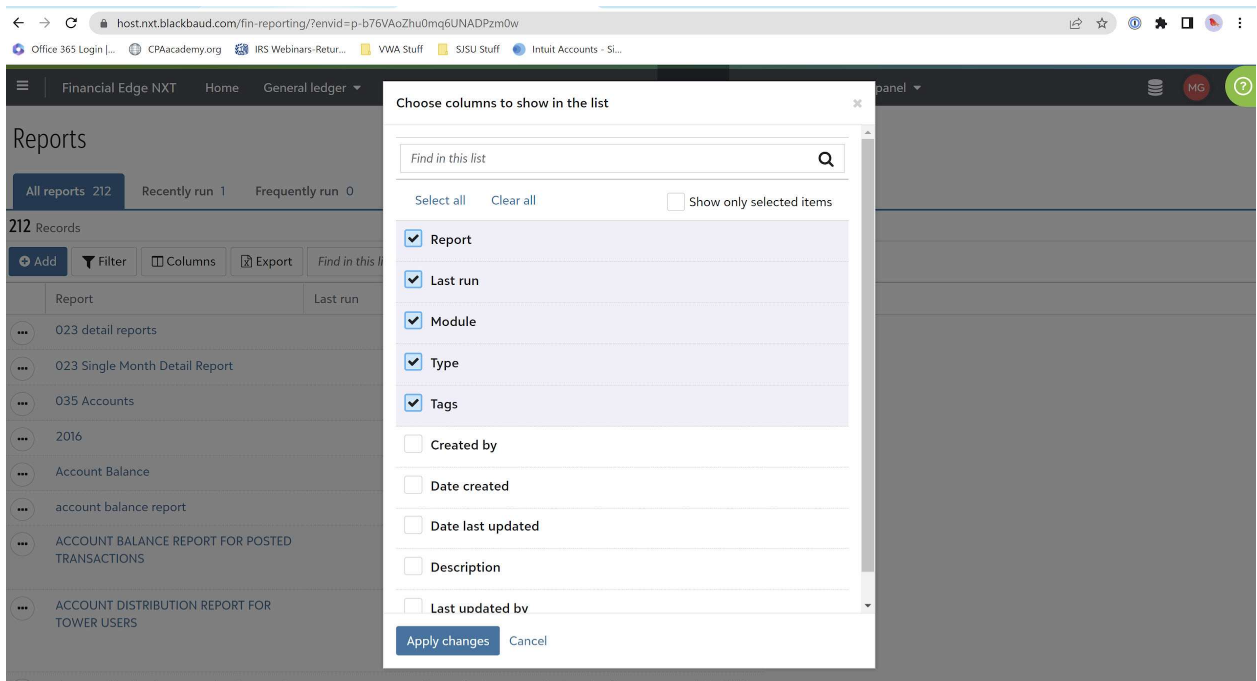 host.nxt.blackbaud.com/fin-reporting/?envid=p-b76VAoZhu0mq6UNADPzm0w
Office 365 Login |... CPAacademy.org IRS Webinars-Retur... VWA Stuff SJSU Stuff Intuit Accounts - Si...
Financial Edge NXT Home General ledger panel MG
Reports
All reports 212 Recently run 1 Frequently run 0
212 Records
Add Filter Columns Export Find in this li
Report Last run
023 detail reports
023 Single Month Detail Report
035 Accounts
2016
Account Balance
account balance report
ACCOUNT BALANCE REPORT FOR POSTED
TRANSACTIONS
ACCOUNT DISTRIBUTION REPORT FOR
TOWER USERS
Choose columns to show in the list
Find in this list
Select all Clear all Show only selected items
Report
Last run
Module
Type
Tags
Created by
Date created
Date last updated
Description
Last updated by
Apply changes Cancel